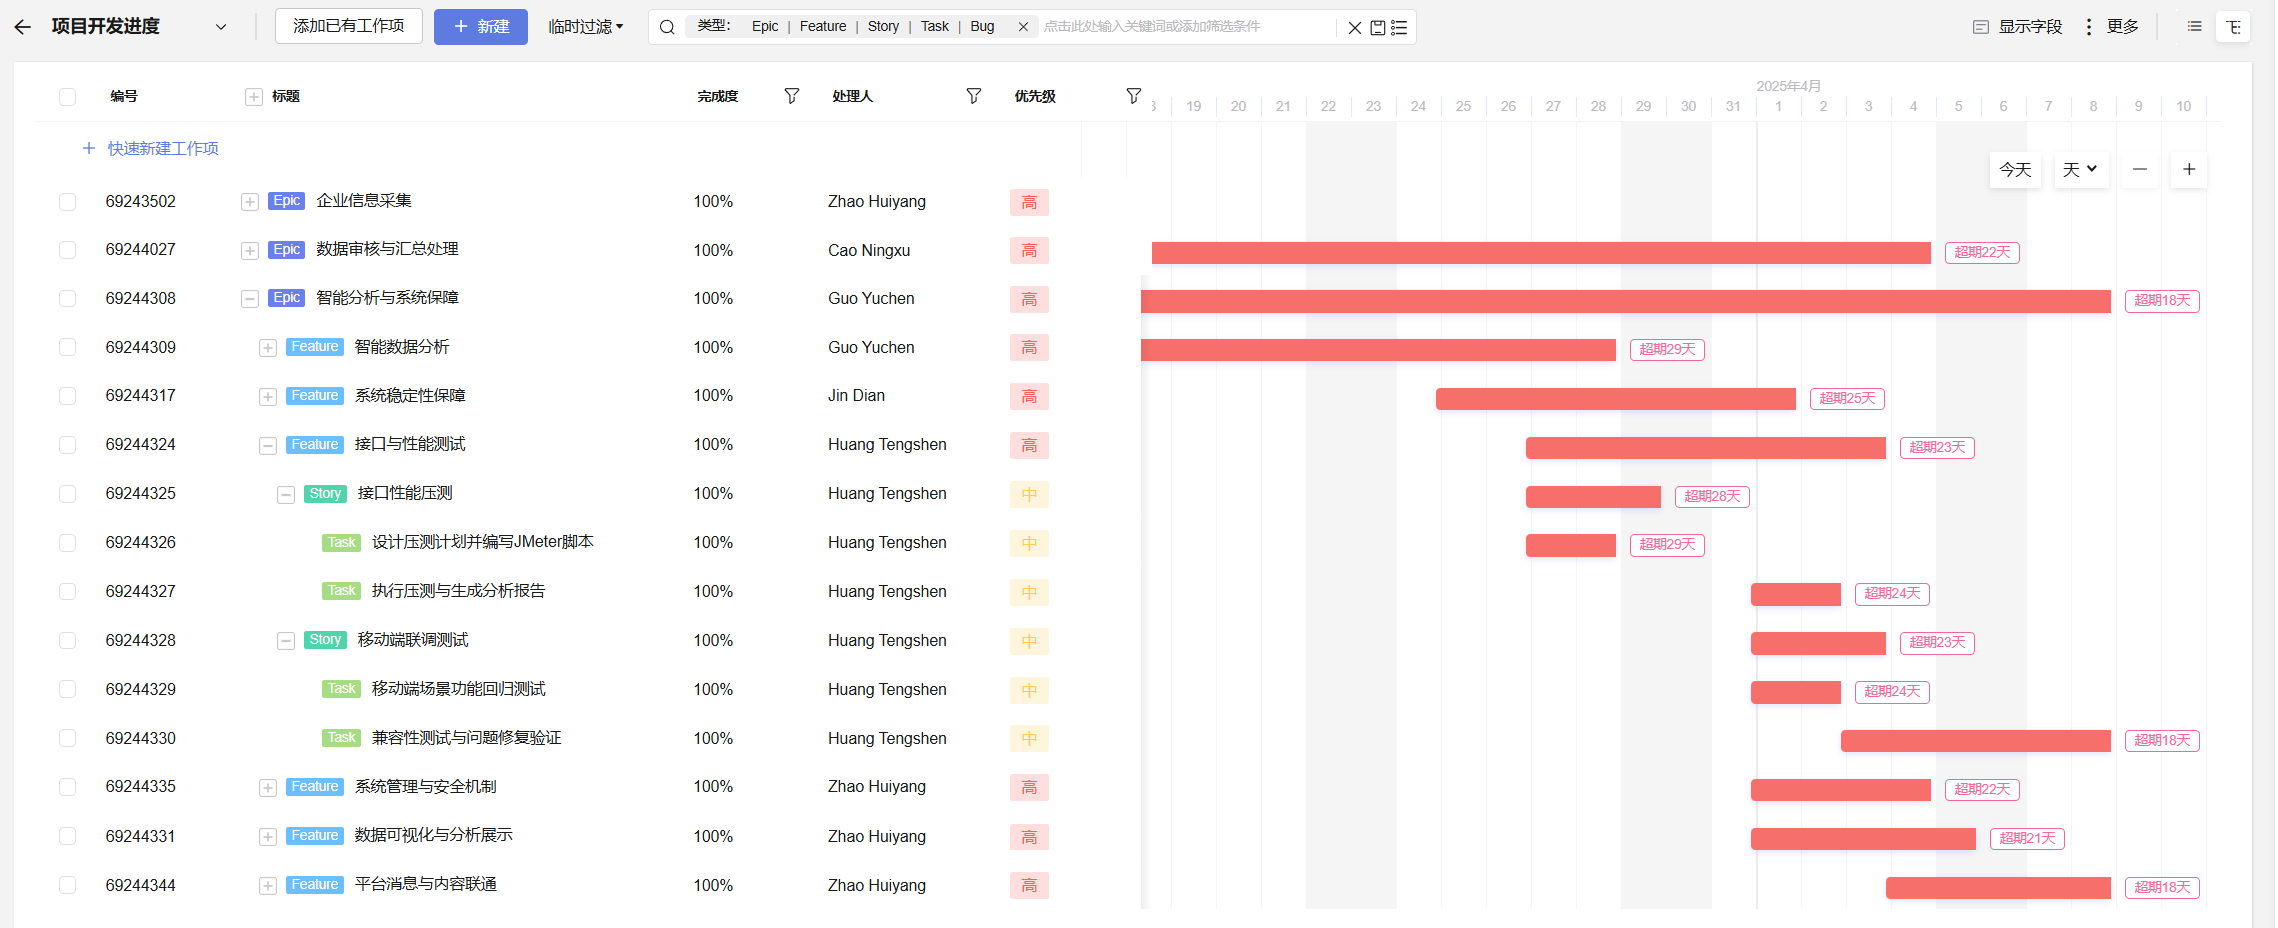 项目开发进度 添加已有工作项 新建 临时过滤 类型: Epic | Feature | Story | Task | Bug 点击此处输入关键词或添加筛选条件 显示字段 更多
2025年4月
编号 标题 完成度 处理人 优先级 19 20 21 22 23 24 25 26 27 28 29 30 31 1 2 3 4 5 6 7 8 9 10
快速新建工作项 今天 天
69243502 Epic 企业信息采集 100% Zhao Huiyang 高
69244027 Epic 数据审核与汇总处理 100% Cao Ningxu 高 超期22天
69244308 Epic 智能分析与系统保障 100% Guo Yuchen 高 超期18天
69244309 Feature 智能数据分析 100% Guo Yuchen 高 超期29天
69244317 Feature 系统稳定性保障 100% Jin Dian 高 超期25天
69244324 Feature 接口与性能测试 100% Huang Tengshen 高 超期23天
69244325 Story 接口性能压测 100% Huang Tengshen 中 超期28天
69244326 Task 设计压测计划并编写JMeter脚本 100% Huang Tengshen 中 超期29天
69244327 Task 执行压测与生成分析报告 100% Huang Tengshen 中 超期24天
69244328 Story 移动端联调测试 100% Huang Tengshen 中 超期23天
69244329 Task 移动端场景功能回归测试 100% Huang Tengshen 中 超期24天
69244330 Task 兼容性测试与问题修复验证 100% Huang Tengshen 中 超期18天
69244335 Feature 系统管理与安全机制 100% Zhao Huiyang 高 超期22天
69244331 Feature 数据可视化与分析展示 100% Zhao Huiyang 高 超期21天
69244344 Feature 平台消息与内容联通 100% Zhao Huiyang 高 超期18天